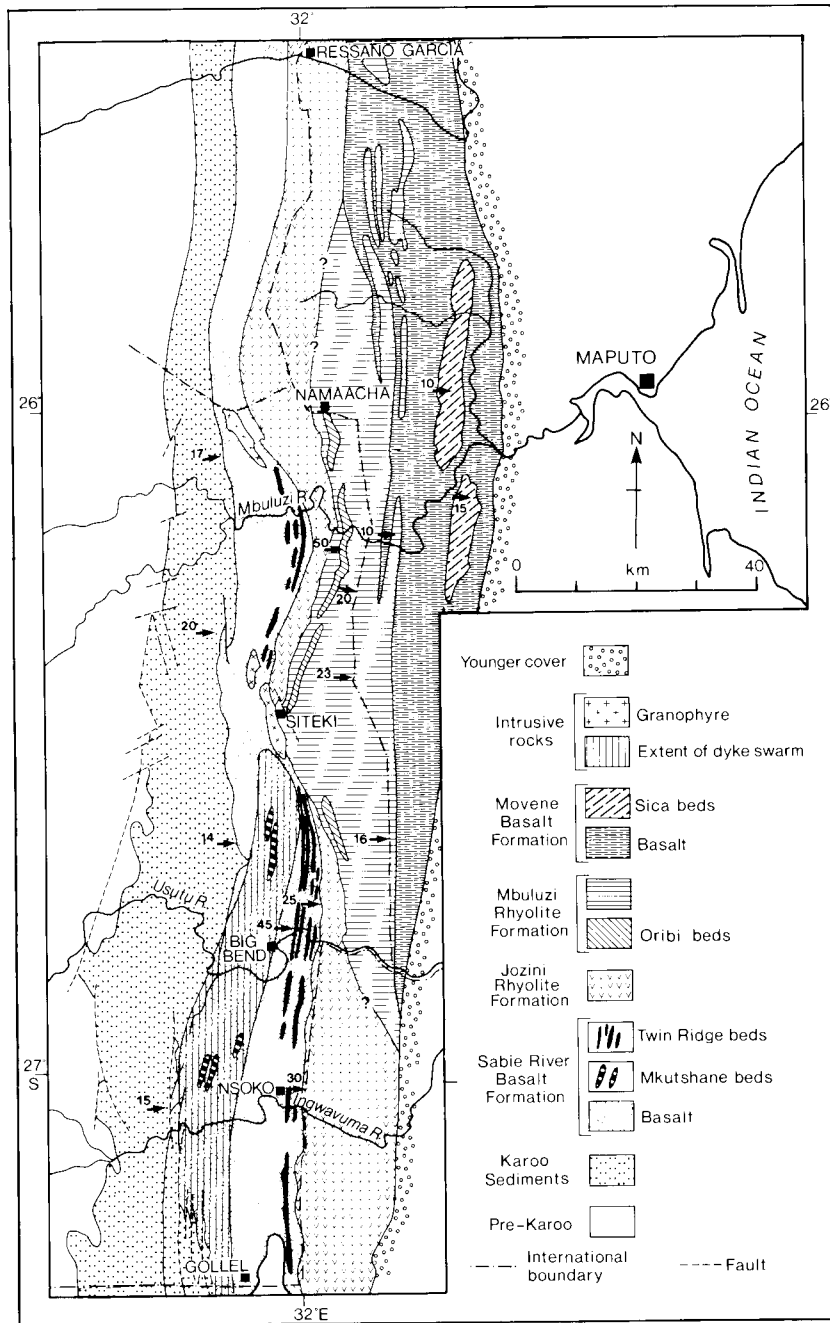 32°
RESSANO GARCIA
?
?
MAPUTO
INDIAN OCEAN
10
NAMAACHA
26°
26°
N
17
Mbuluzi R.
15
10
50
0 km 40
20
20
23
SITEKI
14
16
Usutu R.
25
45
BIG
BEND
?
27°
S
NSOKO
30
15
Ingwavuma R.
GOLLEL
32°E
Younger cover
Intrusive
rocks
Granophyre
Extent of dyke swarm
Movene
Basalt
Formation
Sica beds
Basalt
Mbuluzi
Rhyolite
Formation
Oribi beds
Jozini
Rhyolite
Formation
Sabie River
Basalt
Formation
Twin Ridge beds
Mkutshane beds
Basalt
Karoo
Sediments
Pre-Karoo
International
boundary
Fault